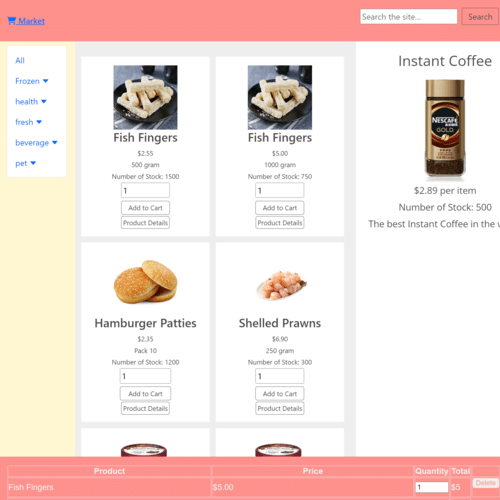 Market
Search the site...
Search
All
Frozen
health
fresh
beverage
pet
Fish Fingers
$2.55
500 gram
Number of Stock: 1500
1
Add to Cart
Product Details
Fish Fingers
$5.00
1000 gram
Number of Stock: 750
1
Add to Cart
Product Details
Hamburger Patties
$2.35
Pack 10
Number of Stock: 1200
1
Add to Cart
Product Details
Shelled Prawns
$6.90
250 gram
Number of Stock: 300
1
Add to Cart
Product Details
Instant Coffee
NESCAFÉ
GOLD
$2.89 per item
Number of Stock: 500
The best Instant Coffee in the
Product Price Quantity Total
Fish Fingers $5.00 1 $5 Delete